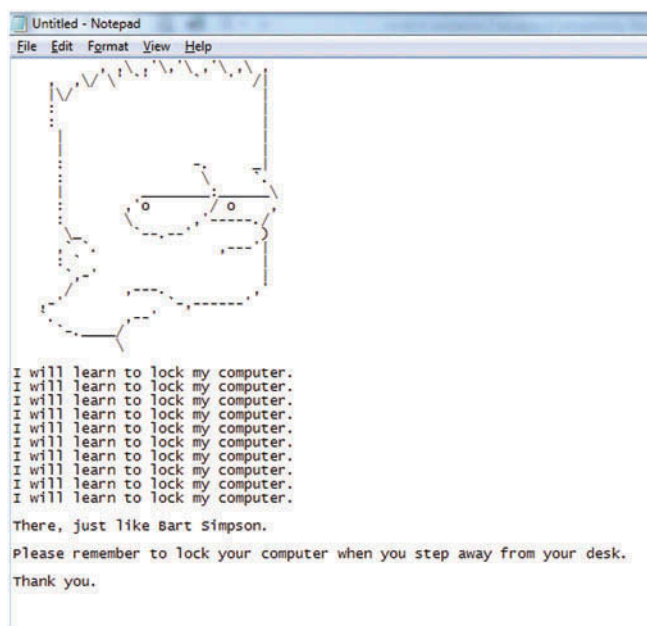 Untitled - Notepad
File Edit Format View Help
I will learn to lock my computer.
I will learn to lock my computer.
I will learn to lock my computer.
I will learn to lock my computer.
I will learn to lock my computer.
I will learn to lock my computer.
I will learn to lock my computer.
I will learn to lock my computer.
I will learn to lock my computer.
I will learn to lock my computer.
There, just like Bart Simpson.
Please remember to lock your computer when you step away from your desk.
Thank you.